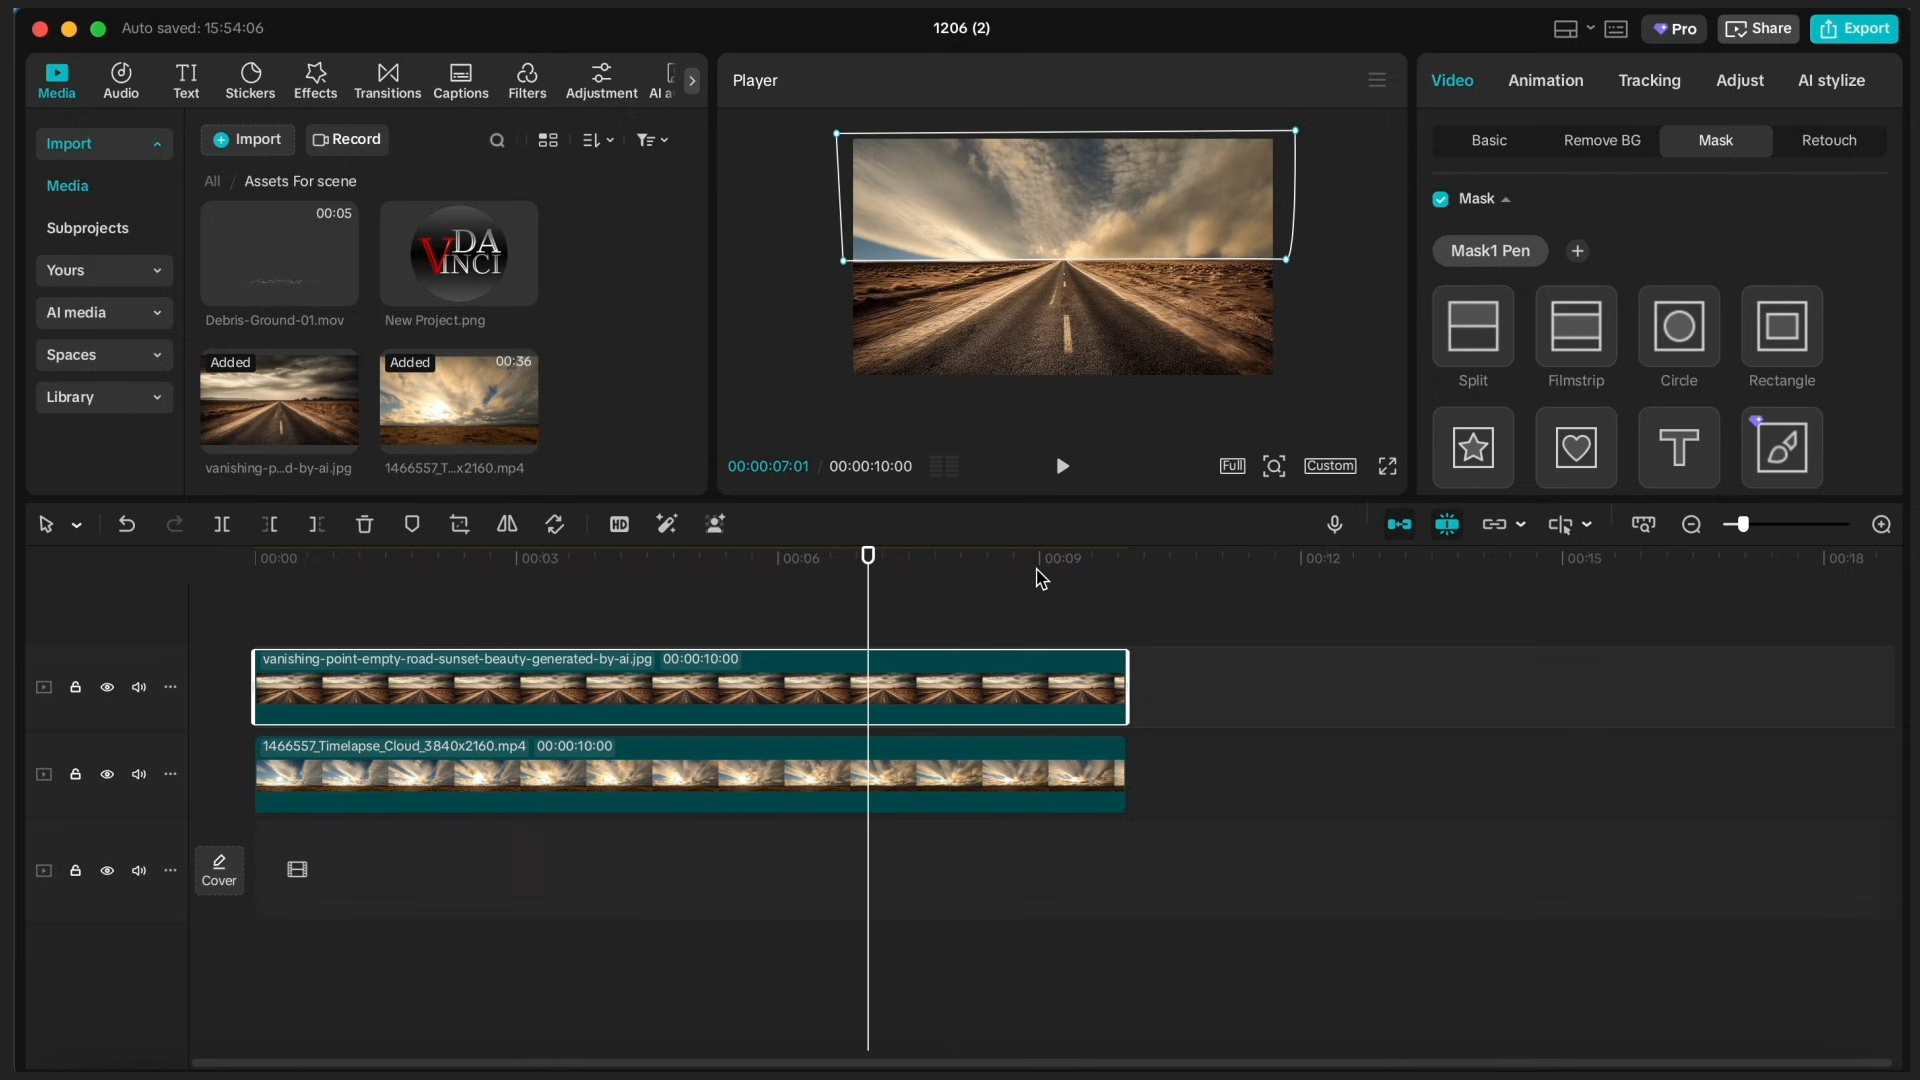 Auto saved: 15:54:06
1206 (2)
Pro
Share
Export
Media
Audio
TI
Text
Stickers
Effects
Transitions
Captions
Filters
Adjustment
AI a
Player
Video
Animation
Tracking
Adjust
AI stylize
Import
Media
Subprojects
Yours
AI media
Spaces
Library
Import
Record
All / Assets For scene
00:05
Debris-Ground-01.mov
VDA
VINCI
New Project.png
Added
vanishing-p...d-by-ai.jpg
Added
00:36
1466557_T...x2160.mp4
00:00:07:01 / 00:00:10:00
Full
Custom
Basic
Remove BG
Mask
Retouch
Mask
Mask1 Pen
Split
Filmstrip
Circle
Rectangle
T
HD
00:00
00:03
00:06
00:09
00:12
00:15
00:18
vanishing-point-empty-road-sunset-beauty-generated-by-ai.jpg 00:00:10:00
1466557_Timelapse_Cloud_3840x2160.mp4 00:00:10:00
Cover